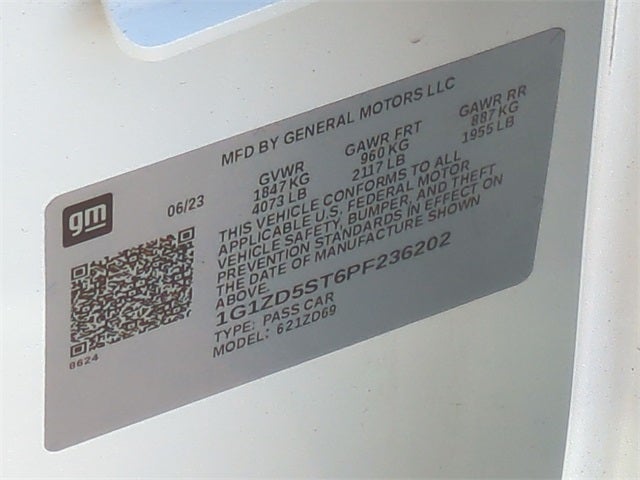 MFD BY GENERAL MOTORS LLC
gm
06/23
GVWR GAWR FRT GAWR RR
1847 KG 960 KG 887 KG
4073 LB 2117 LB 1955 LB
THIS VEHICLE CONFORMS TO ALL
APPLICABLE U.S. FEDERAL MOTOR
VEHICLE SAFETY, BUMPER, AND THEFT
PREVENTION STANDARDS IN EFFECT ON
THE DATE OF MANUFACTURE SHOWN
ABOVE.
1G1ZD5ST6PF236202
TYPE: PASS CAR
MODEL: 621ZD69
0624